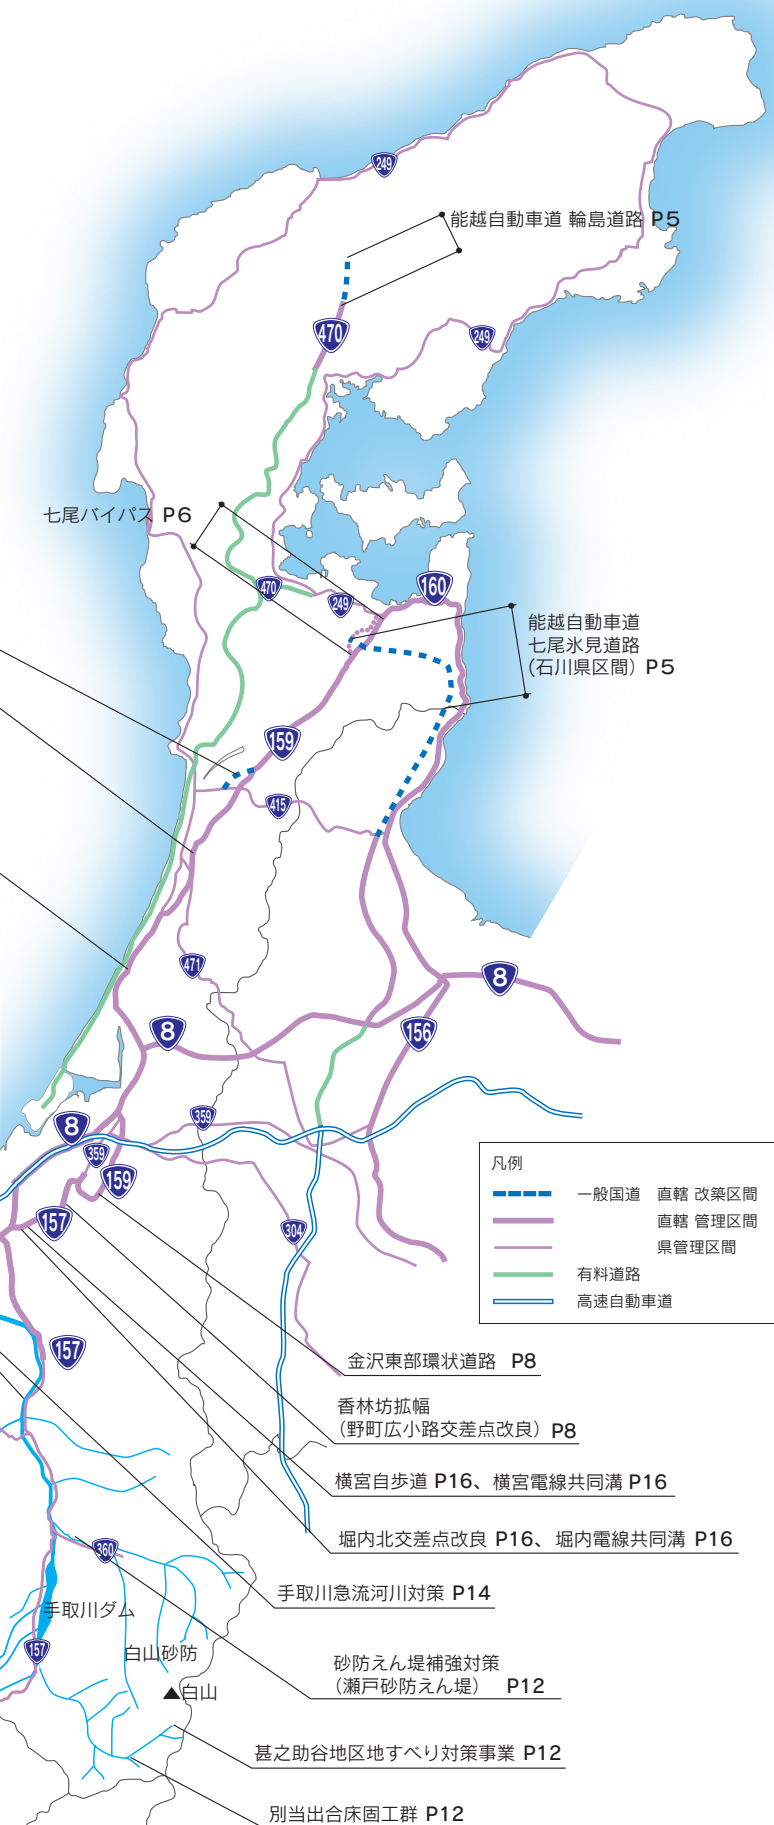 249
能越自動車道 輪島道路 P5
470
249
七尾バイパス P6
470
249
160
能越自動車道
七尾氷見道路
(石川県区間) P5
159
415
471
8
8
156
8
359
359
159
凡例
一般国道 直轄 改築区間
直轄 管理区間
県管理区間
有料道路
高速自動車道
157
304
157
金沢東部環状道路 P8
香林坊拡幅
(野町広小路交差点改良) P8
横宮自歩道 P16、横宮電線共同溝 P16
堀内北交差点改良 P16、堀内電線共同溝 P16
360
手取川急流河川対策 P14
手取川ダム
157
白山砂防
砂防えん堤補強対策
(瀬戸砂防えん堤) P12
▲白山
甚之助谷地区地すべり対策事業 P12
別当出合床固工群 P12